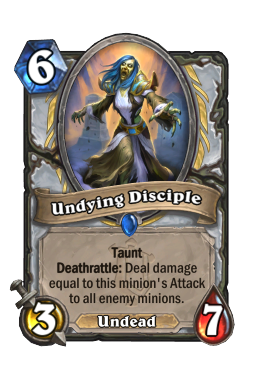 6
Undying Disciple
Taunt
Deathrattle: Deal damage
equal to this minion's Attack
to all enemy minions.
3
Undead
7